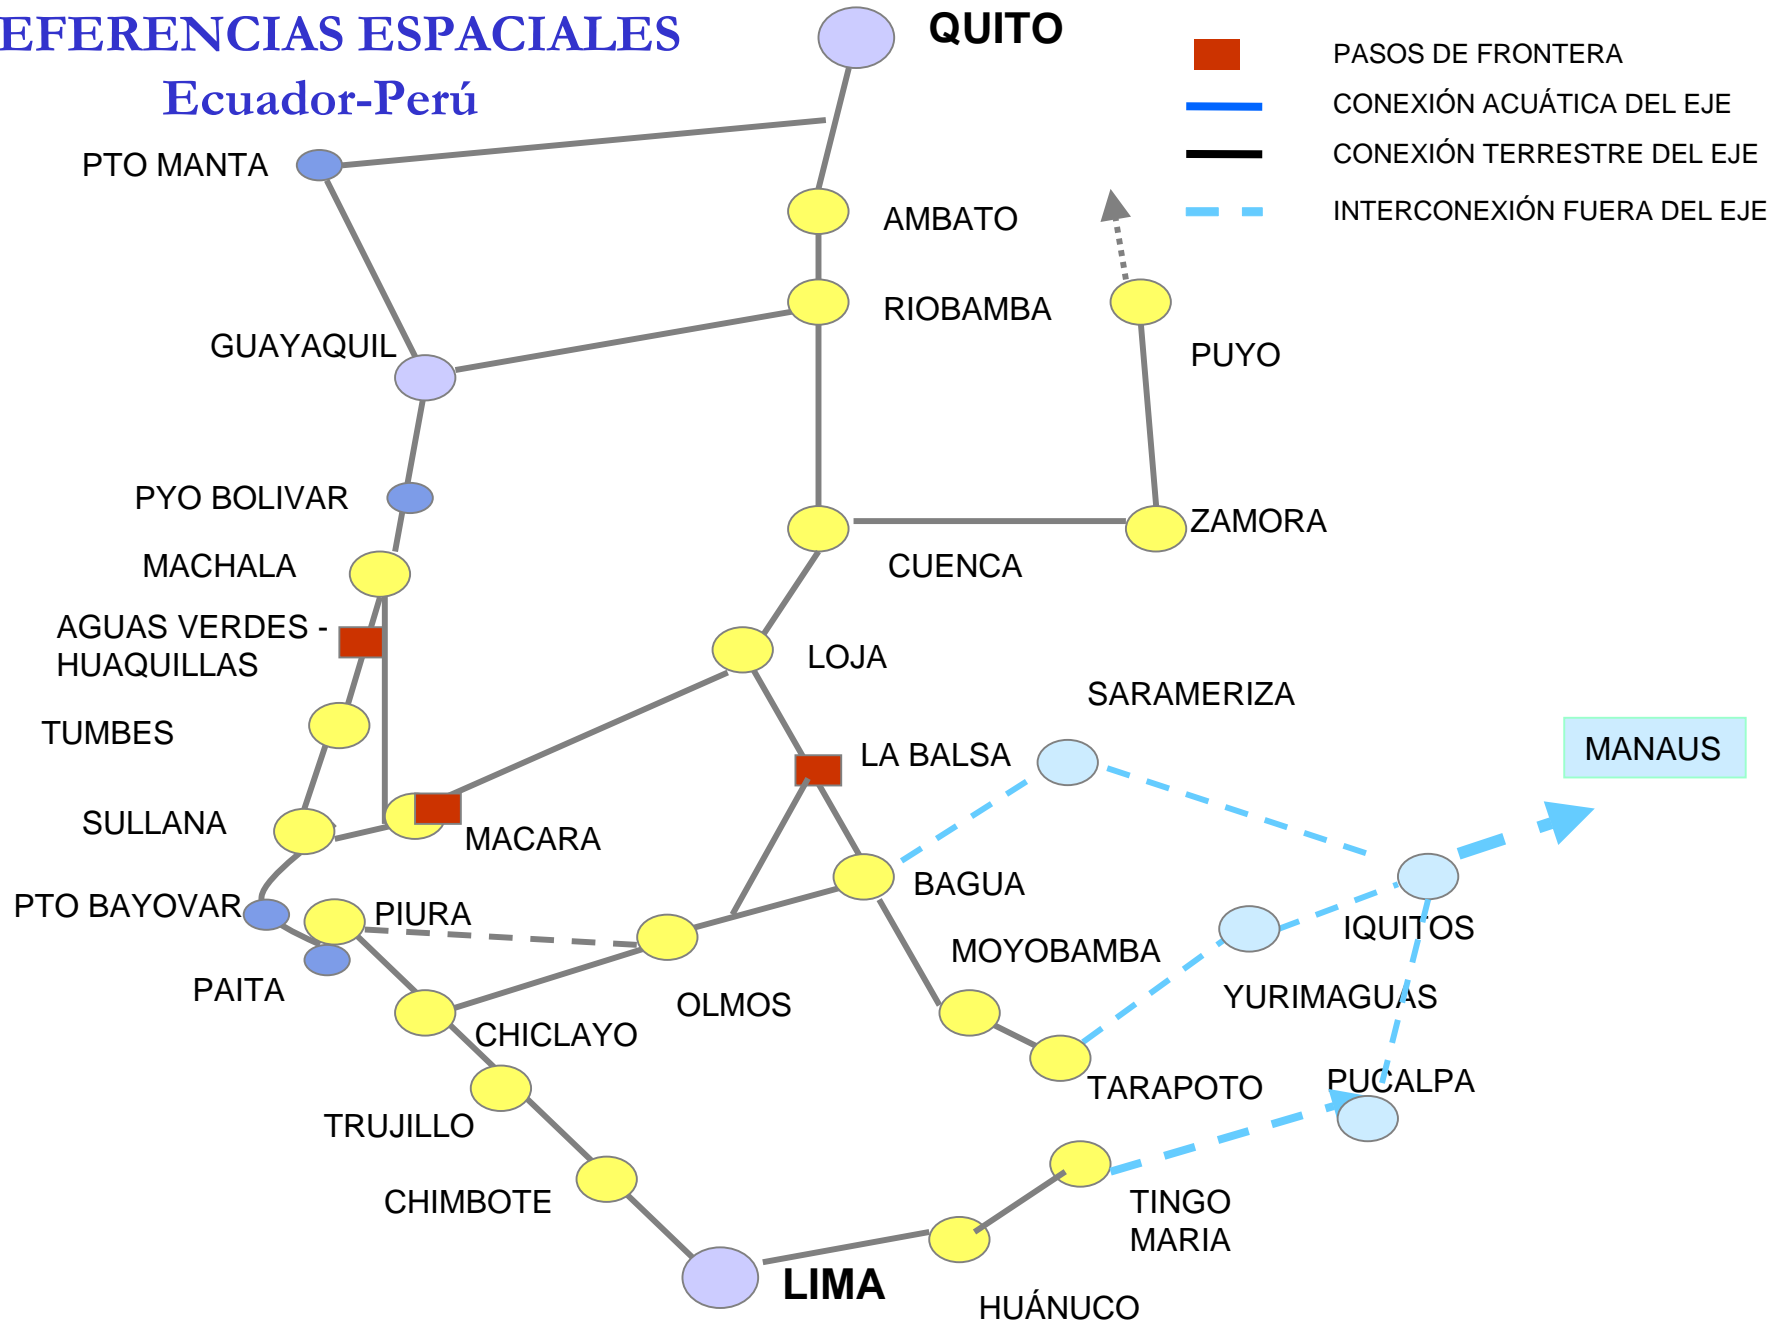 EFERENCIAS ESPACIALES
Ecuador-Perú
QUITO
PASOS DE FRONTERA
CONEXIÓN ACUÁTICA DEL EJE
CONEXIÓN TERRESTRE DEL EJE
INTERCONEXIÓN FUERA DEL EJE
PTO MANTA
AMBATO
RIOBAMBA
GUAYAQUIL
PUYO
PYO BOLIVAR
ZAMORA
MACHALA
CUENCA
AGUAS VERDES -
HUAQUILLAS
LOJA
SARAMERIZA
TUMBES
LA BALSA
MANAUS
SULLANA
MACARA
BAGUA
PTO BAYOVAR
PIURA
IQUITOS
MOYOBAMBA
PAITA
OLMOS
YURIMAGUAS
CHICLAYO
TARAPOTO
PUCALPA
TRUJILLO
CHIMBOTE
TINGO
MARIA
LIMA
HUÁNUCO